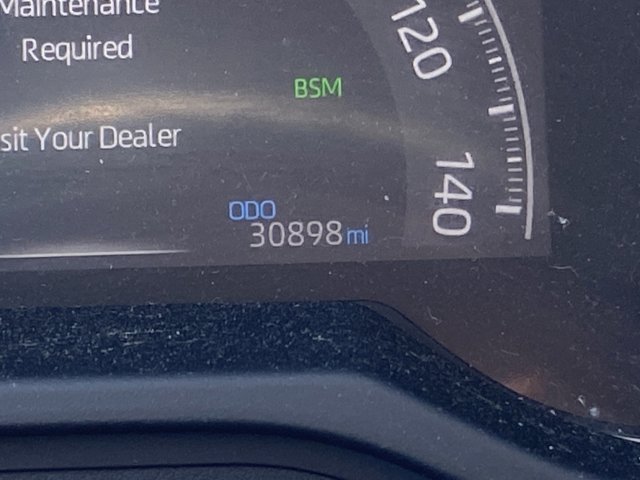 Maintenance
Required
120
BSM
sit Your Dealer
140
ODO
30898 mi